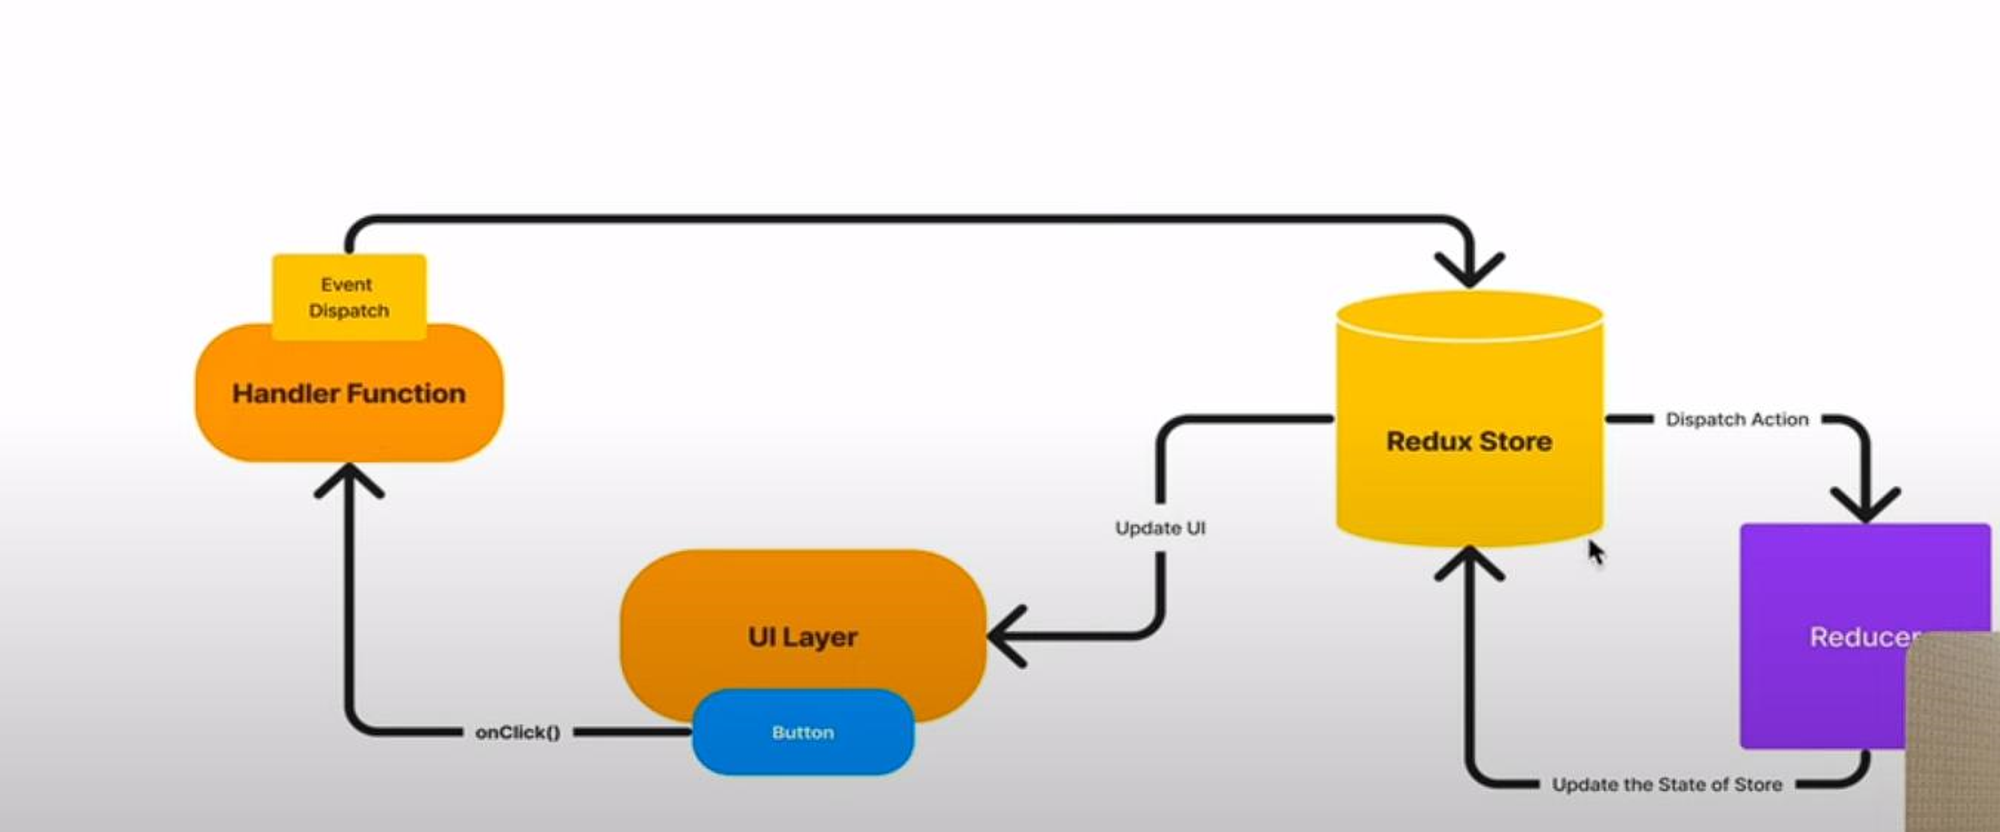 Event
Dispatch
Handler Function
Redux Store
Dispatch Action
Update UI
UI Layer
Reducer
onClick()
Button
Update the State of Store